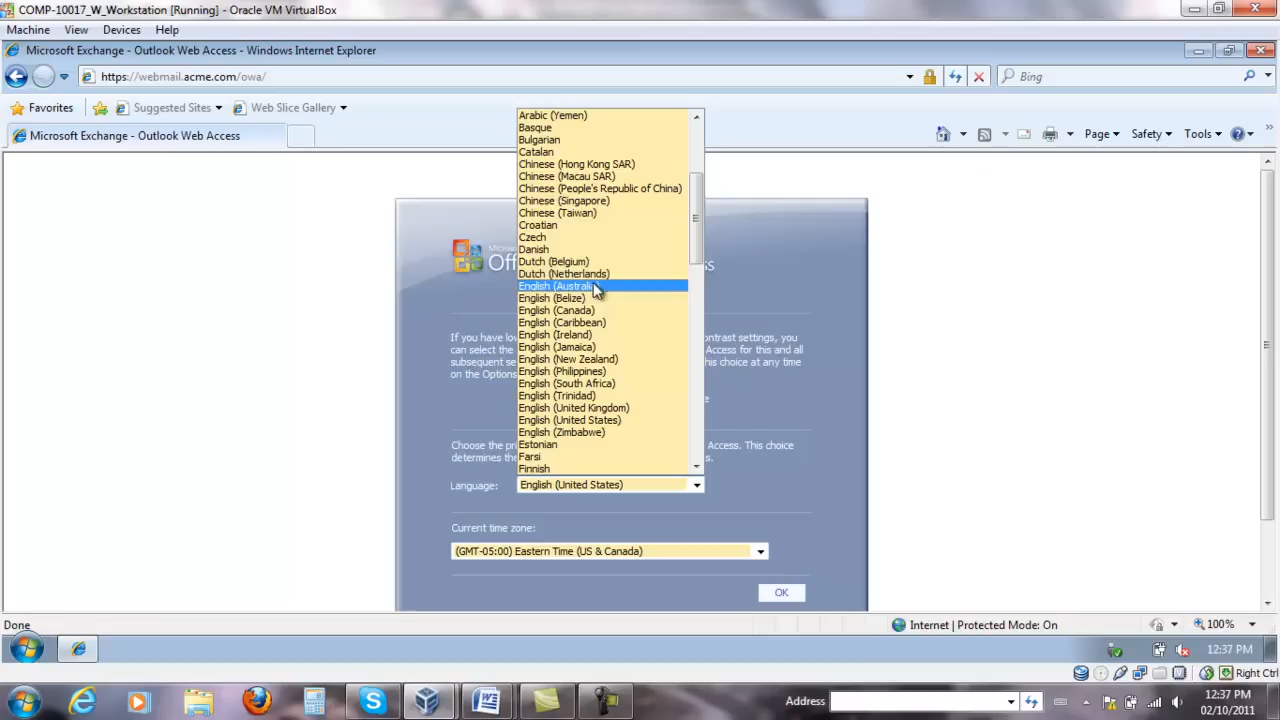 COMP-10017_W_Workstation [Running] - Oracle VM VirtualBox
Machine View Devices Help
Microsoft Exchange - Outlook Web Access - Windows Internet Explorer
https://webmail.acme.com/owa/
Bing
Favorites Suggested Sites Web Slice Gallery
Microsoft Exchange - Outlook Web Access
Page Safety Tools
Arabic (Yemen)
Basque
Bulgarian
Catalan
Chinese (Hong Kong SAR)
Chinese (Macau SAR)
Chinese (People's Republic of China)
Chinese (Singapore)
Chinese (Taiwan)
Croatian
Czech
Danish
Dutch (Belgium)
Dutch (Netherlands)
English (Australia)
English (Belize)
English (Canada)
English (Caribbean)
English (Ireland)
English (Jamaica)
English (New Zealand)
English (Philippines)
English (South Africa)
English (Trinidad)
English (United Kingdom)
English (United States)
English (Zimbabwe)
Estonian
Farsi
Finnish
If you have lo ntrast settings, you
can select the Access for this and all
subsequent se this choice at any time
on the Options
Choose the pr Access. This choice
determines the s.
Language: English (United States)
Current time zone:
(GMT-05:00) Eastern Time (US & Canada)
OK
Done Internet | Protected Mode: On 100%
12:37 PM
Right Ctrl
Address
12:37 PM
02/10/2011